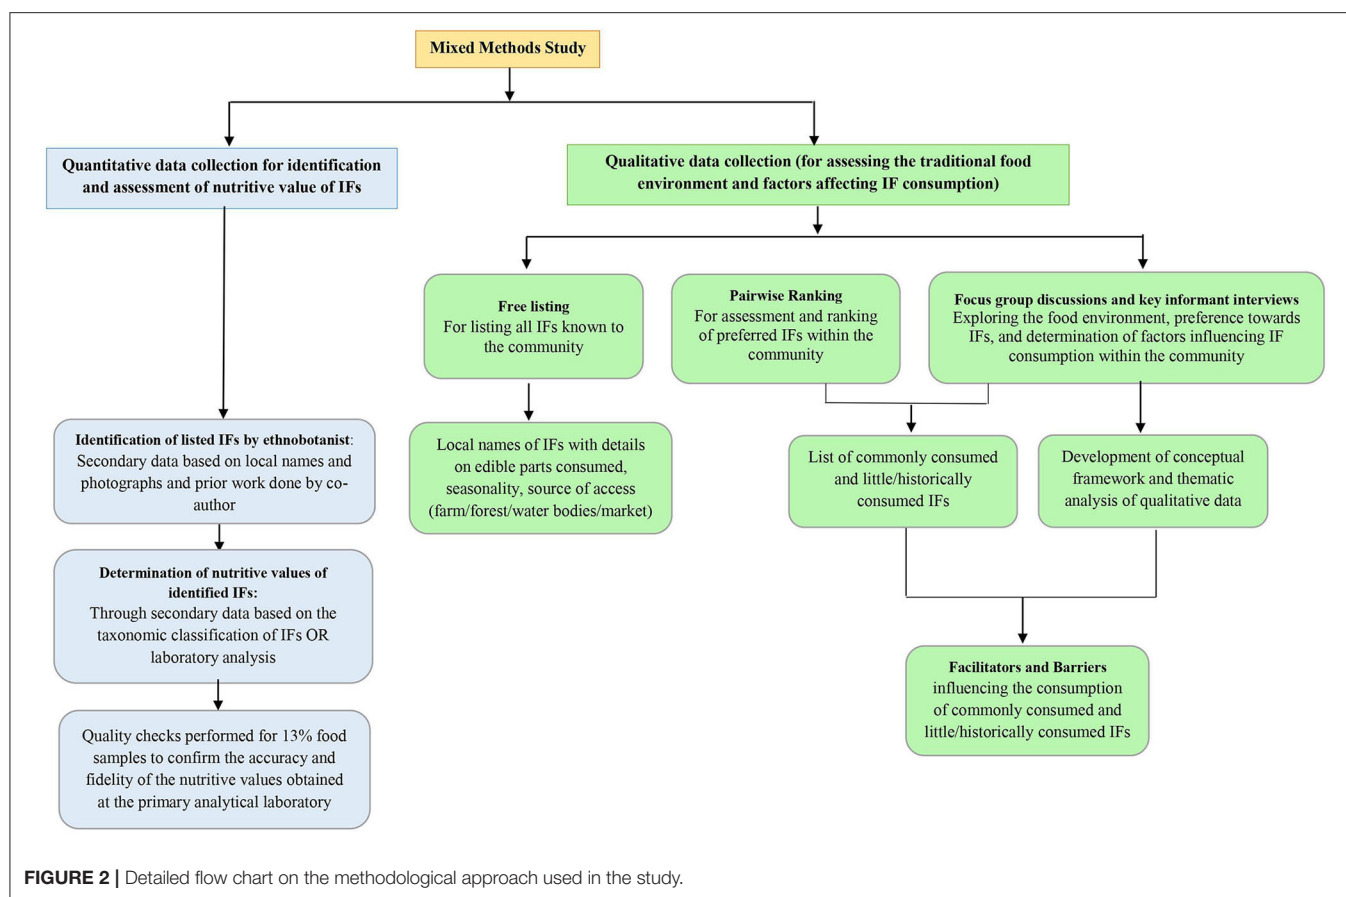 Mixed Methods Study
Quantitative data collection for identification
and assessment of nutritive value of IFs
Qualitative data collection (for assessing the traditional food
environment and factors affecting IF consumption)
Free listing
For listing all IFs known to
the community
Pairwise Ranking
For assessment and ranking
of preferred IFs within the
community
Focus group discussions and key informant interviews
Exploring the food environment, preference towards
IFs, and determination of factors influencing IF
consumption within the community
Identification of listed IFs by ethnobotanist:
Secondary data based on local names and
photographs and prior work done by co-
author
Local names of IFs with details
on edible parts consumed,
seasonality, source of access
(farm/forest/water bodies/market)
List of commonly consumed
and little/historically
consumed IFs
Development of conceptual
framework and thematic
analysis of qualitative data
Determination of nutritive values of
identified IFs:
Through secondary data based on the
taxonomic classification of IFs OR
laboratory analysis
Facilitators and Barriers
influencing the consumption
of commonly consumed and
little/historically consumed IFs
Quality checks performed for 13% food
samples to confirm the accuracy and
fidelity of the nutritive values obtained
at the primary analytical laboratory
FIGURE 2 | Detailed flow chart on the methodological approach used in the study.